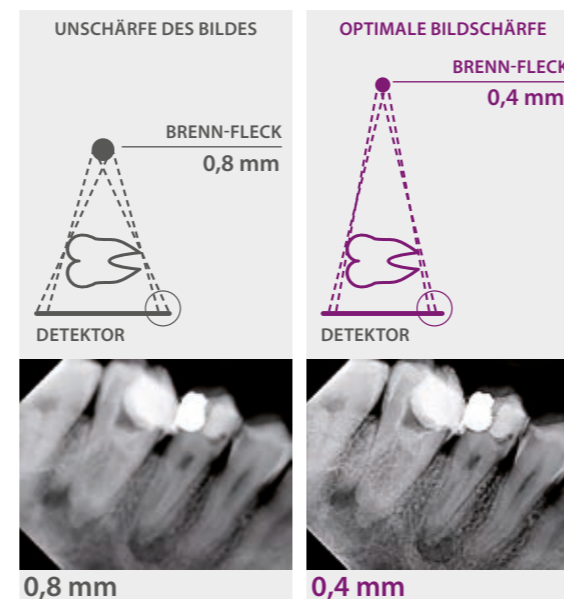 UNSCHÄRFE DES BILDES
BRENN-FLECK
0,8 mm
DETEKTOR
0,8 mm
OPTIMALE BILDSCHÄRFE
BRENN-FLECK
0,4 mm
DETEKTOR
0,4 mm